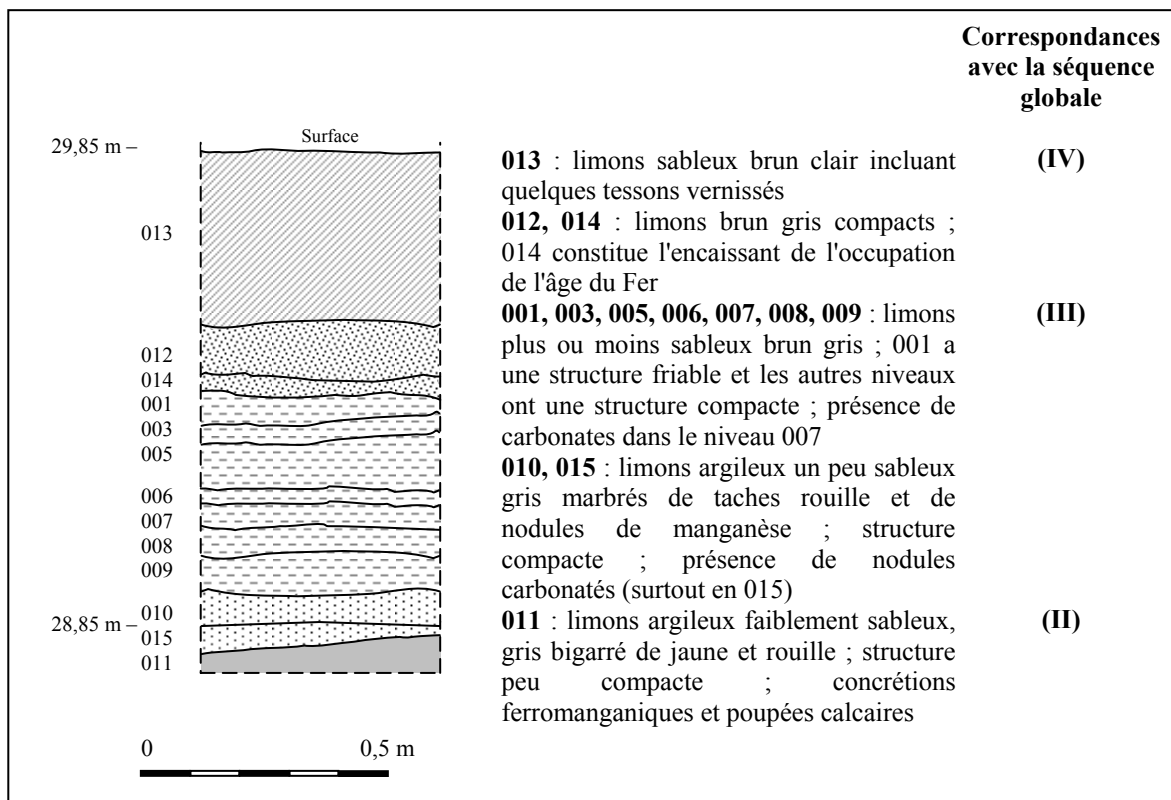 Correspondances
avec la séquence
globale
Surface
29,85 m –
013
012
014
001
003
005
006
007
008
009
010
28,85 m –
015
011
013 : limons sableux brun clair incluant
quelques tessons vernissés
(IV)
012, 014 : limons brun gris compacts ;
014 constitue l'encaissant de l'occupation
de l'âge du Fer
001, 003, 005, 006, 007, 008, 009 : limons
plus ou moins sableux brun gris ; 001 a
une structure friable et les autres niveaux
ont une structure compacte ; présence de
carbonates dans le niveau 007
(III)
010, 015 : limons argileux un peu sableux
gris marbrés de taches rouille et de
nodules de manganèse ; structure
compacte ; présence de nodules
carbonatés (surtout en 015)
011 : limons argileux faiblement sableux,
gris bigarré de jaune et rouille ; structure
peu compacte ; concrétions
ferromanganiques et poupées calcaires
(II)
0 0,5 m